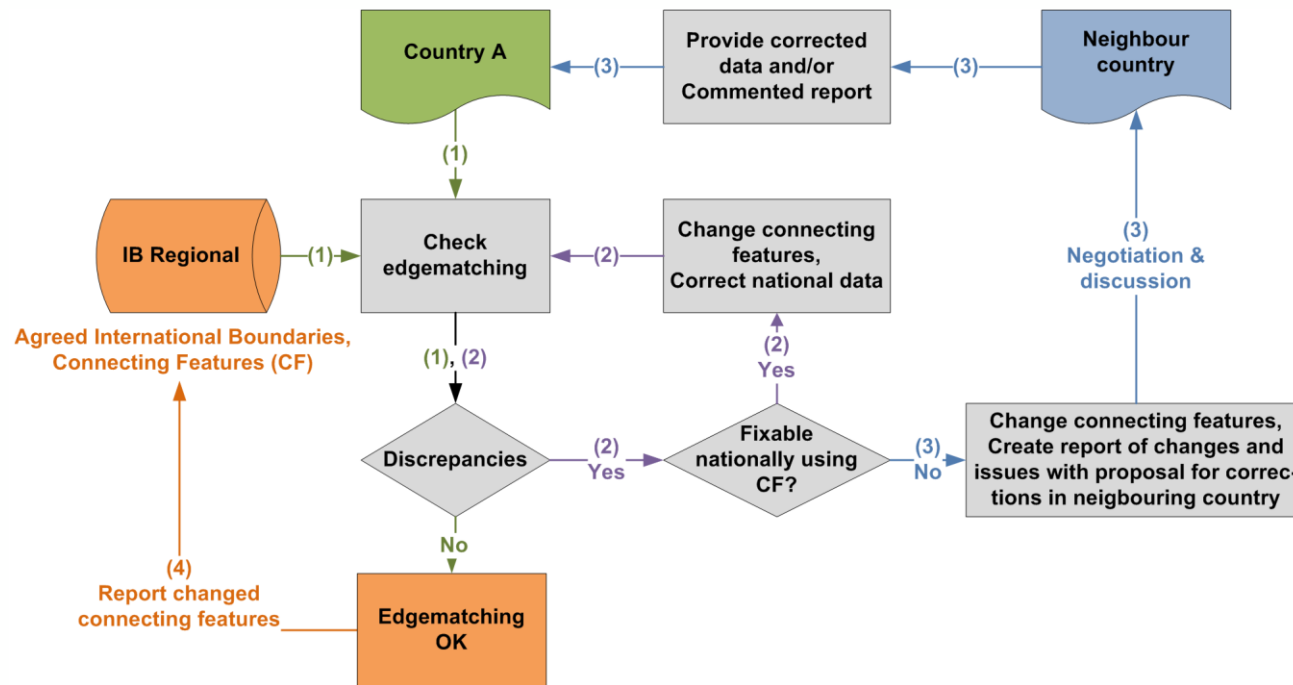 Country A
(3)
Provide corrected
data and/or
Commented report
(3)
Neighbour
country
(1)
IB Regional
(1)
Check
edgematching
(2)
Change connecting
features,
Correct national data
(3)
Negotiation &
discussion
Agreed International Boundaries,
Connecting Features (CF)
(1), (2)
(2)
Yes
Discrepancies
(2)
Yes
Fixable
nationally using
CF?
(3)
No
Change connecting features,
Create report of changes and
issues with proposal for correc-
tions in neigbouring country
No
(4)
Report changed
connecting features
Edgematching
OK